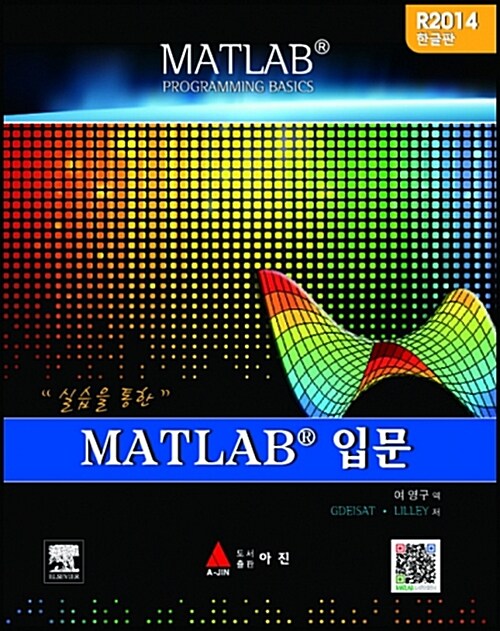 R2014
한글판
MATLAB®
PROGRAMMING BASICS
“ 실습을 통한 ”
MATLAB® 입문
여 영구 역
GDEISAT · LILLEY 저
ELSEVIER
A-JIN
도서
출판
아 진